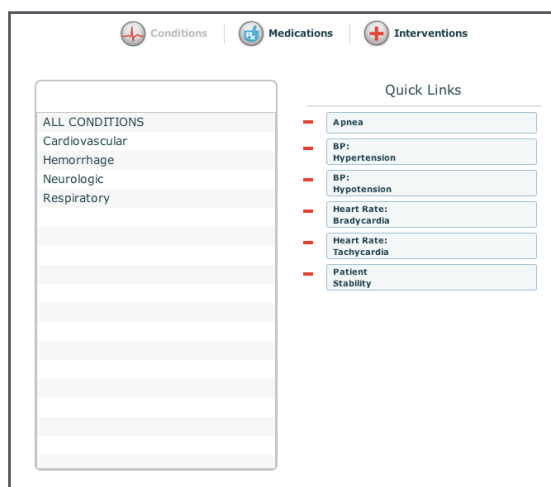 Conditions
Medications
Interventions
ALL CONDITIONS
Cardiovascular
Hemorrhage
Neurologic
Respiratory
Quick Links
Apnea
BP:
Hypertension
BP:
Hypotension
Heart Rate:
Bradycardia
Heart Rate:
Tachycardia
Patient
Stability